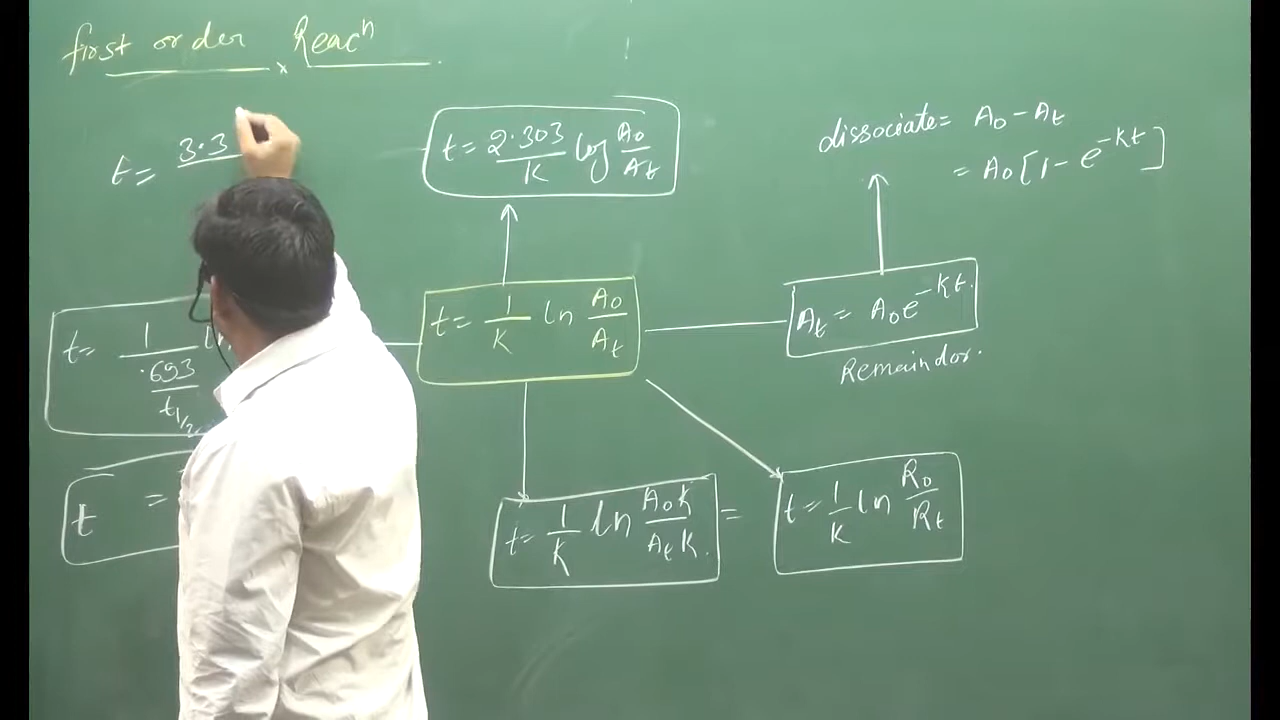 first order Reacⁿ
t = 3.3
t = 2.303/K log A₀/Aₜ
dissociate = A₀ - Aₜ
= A₀[1 - e^-Kt]
t = 1/(.693/t₁/₂)
t = 1/K ln A₀/Aₜ
Aₜ = A₀e^-Kt.
Remaindor.
t =
t = 1/K ln A₀K/AₜK. =
t = 1/K ln R₀/Rₜ